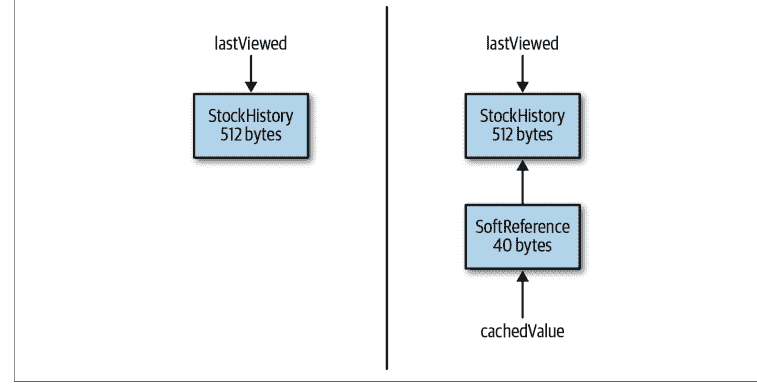 lastViewed
StockHistory
512 bytes
lastViewed
StockHistory
512 bytes
SoftReference
40 bytes
cachedValue